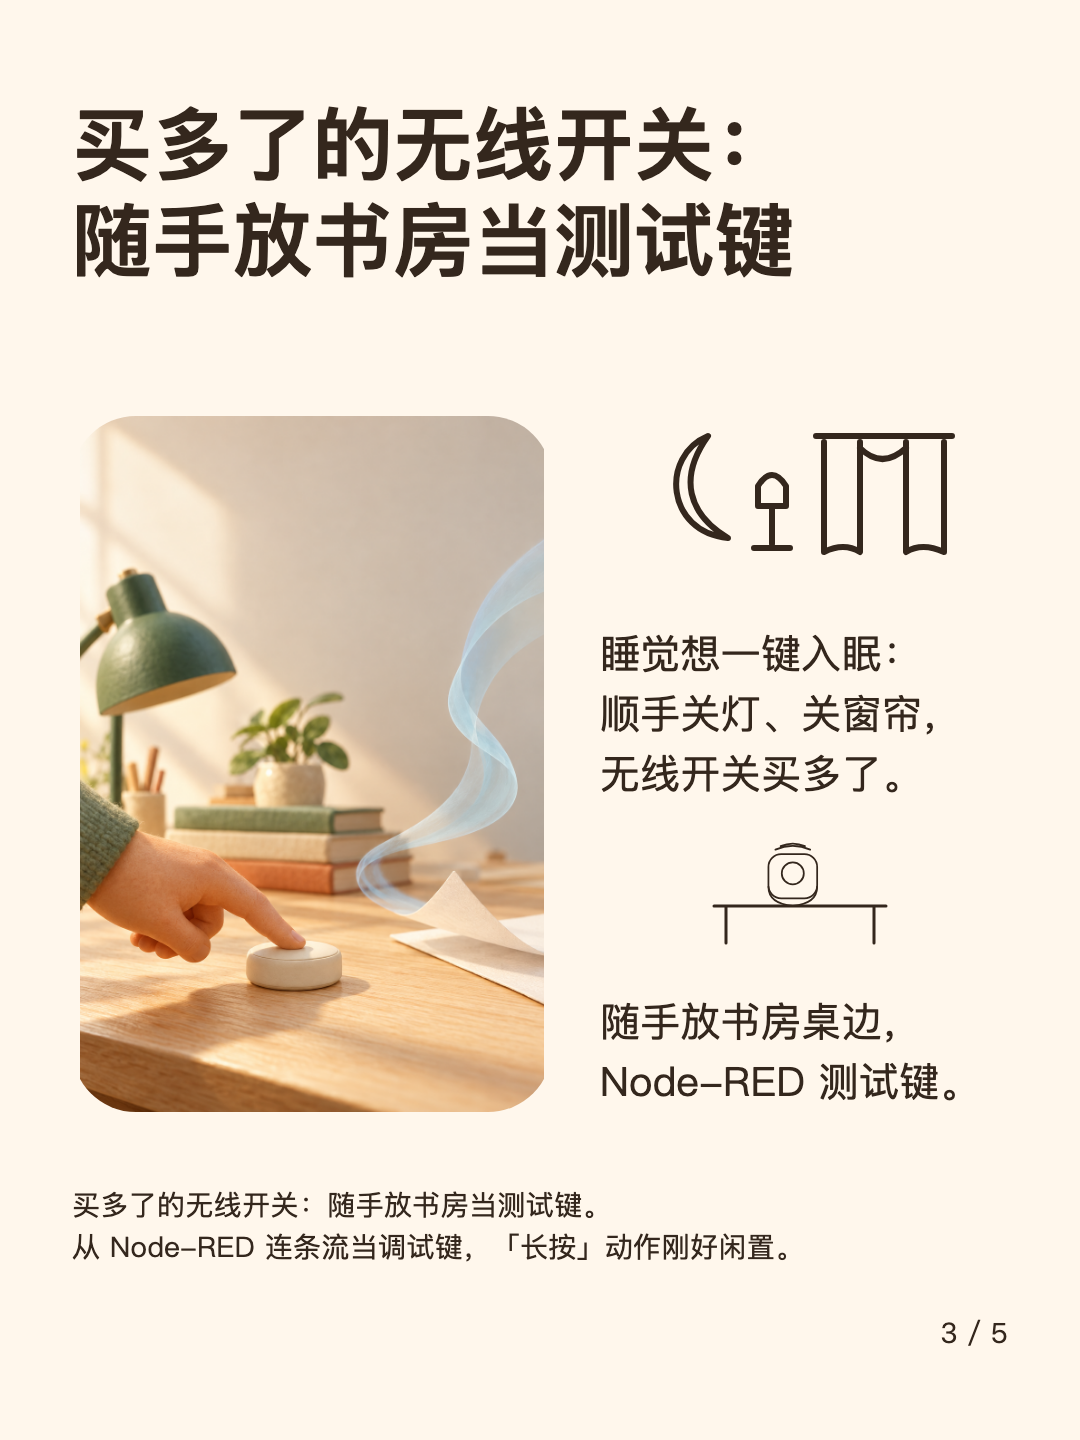 买多了的无线开关：
随手放书房当测试键
睡觉想一键入眠：
顺手关灯、关窗帘，
无线开关买多了。
随手放书房桌边，
Node–RED 测试键。
买多了的无线开关：随手放书房当测试键。
从 Node–RED 连条流当调试键，「长按」动作刚好闲置。
3 / 5